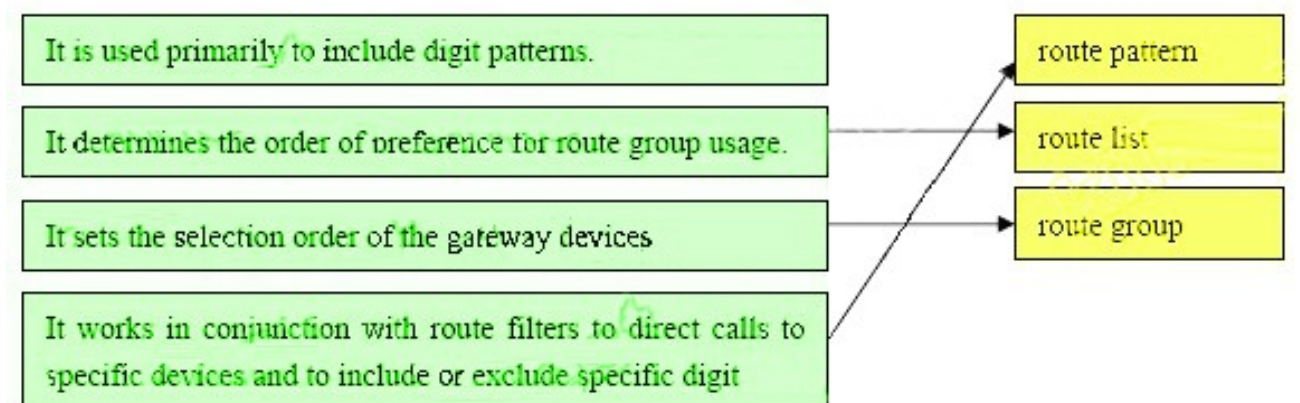 It is used primarily to include digit patterns.
It determines the order of preference for route group usage.
It sets the selection order of the gateway devices
It works in conjunction with route filters to direct calls to
specific devices and to include or exclude specific digit
route pattern
route list
route group